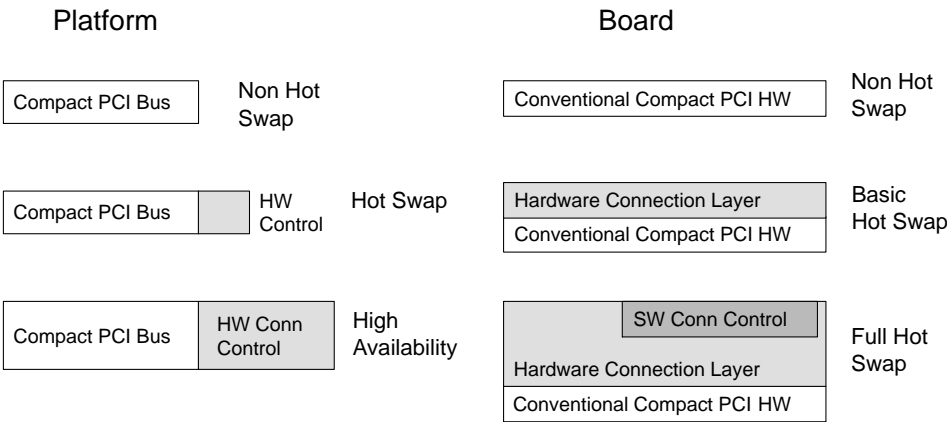 Platform
Board
Compact PCI Bus
Non Hot
Swap
Conventional Compact PCI HW
Non Hot
Swap
Compact PCI Bus
HW
Control
Hot Swap
Hardware Connection Layer
Conventional Compact PCI HW
Basic
Hot Swap
Compact PCI Bus
HW Conn
Control
High
Availability
SW Conn Control
Hardware Connection Layer
Conventional Compact PCI HW
Full Hot
Swap